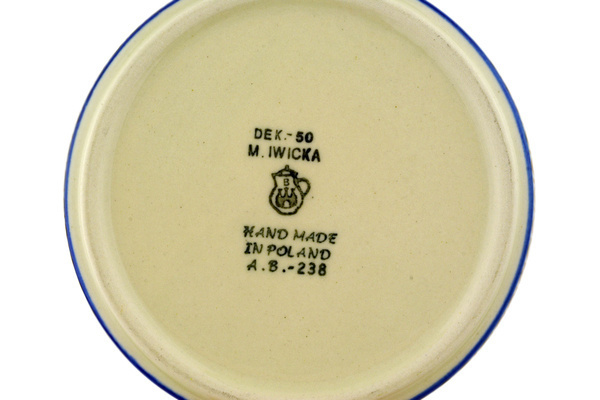 DEK.-50
M. IWICKA
B
HAND MADE
IN POLAND
A.B.-238